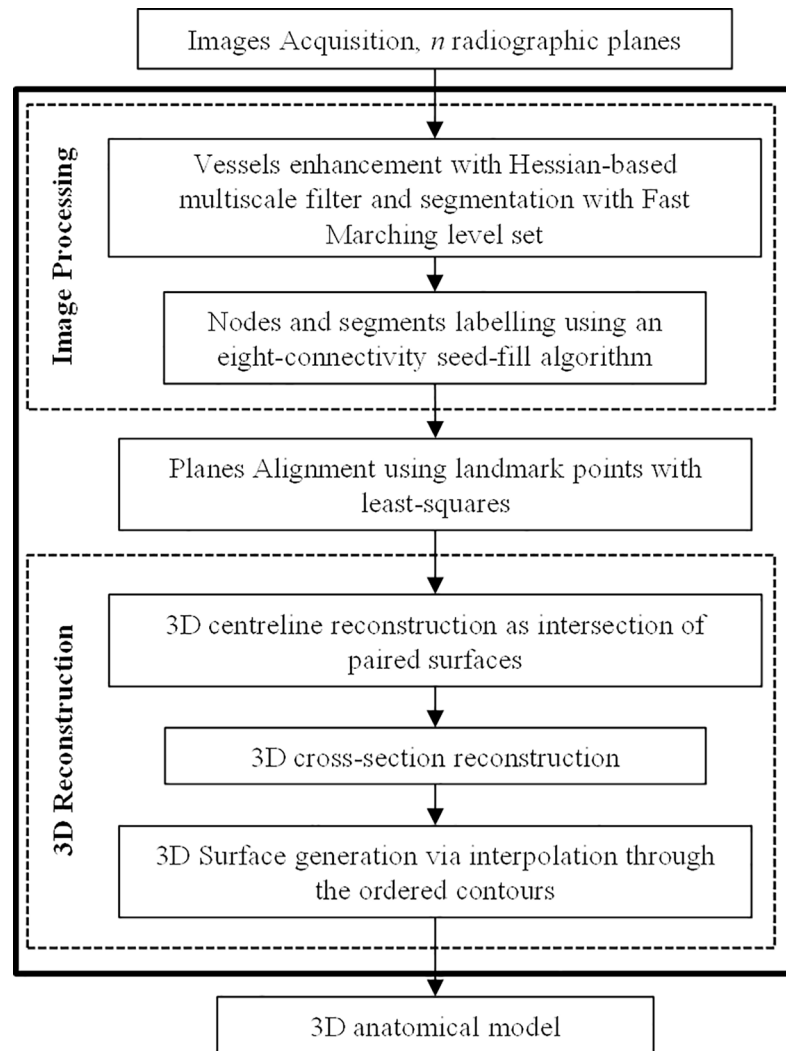 Images Acquisition, n radiographic planes
Image Processing
Vessels enhancement with Hessian-based
multiscale filter and segmentation with Fast
Marching level set
Nodes and segments labelling using an
eight-connectivity seed-fill algorithm
Planes Alignment using landmark points with
least-squares
3D Reconstruction
3D centreline reconstruction as intersection of
paired surfaces
3D cross-section reconstruction
3D Surface generation via interpolation through
the ordered contours
3D anatomical model